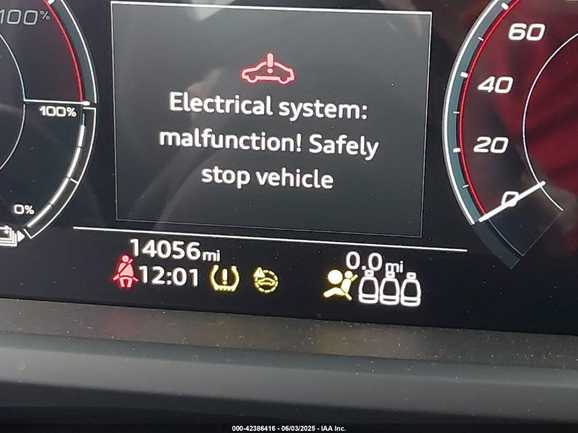 100%
60
Electrical system:
malfunction! Safely
stop vehicle
40
100%
20
0%
0
14056mi
0.0mi
12:01
000-42386416 - 06/03/2025 - IAA Inc.